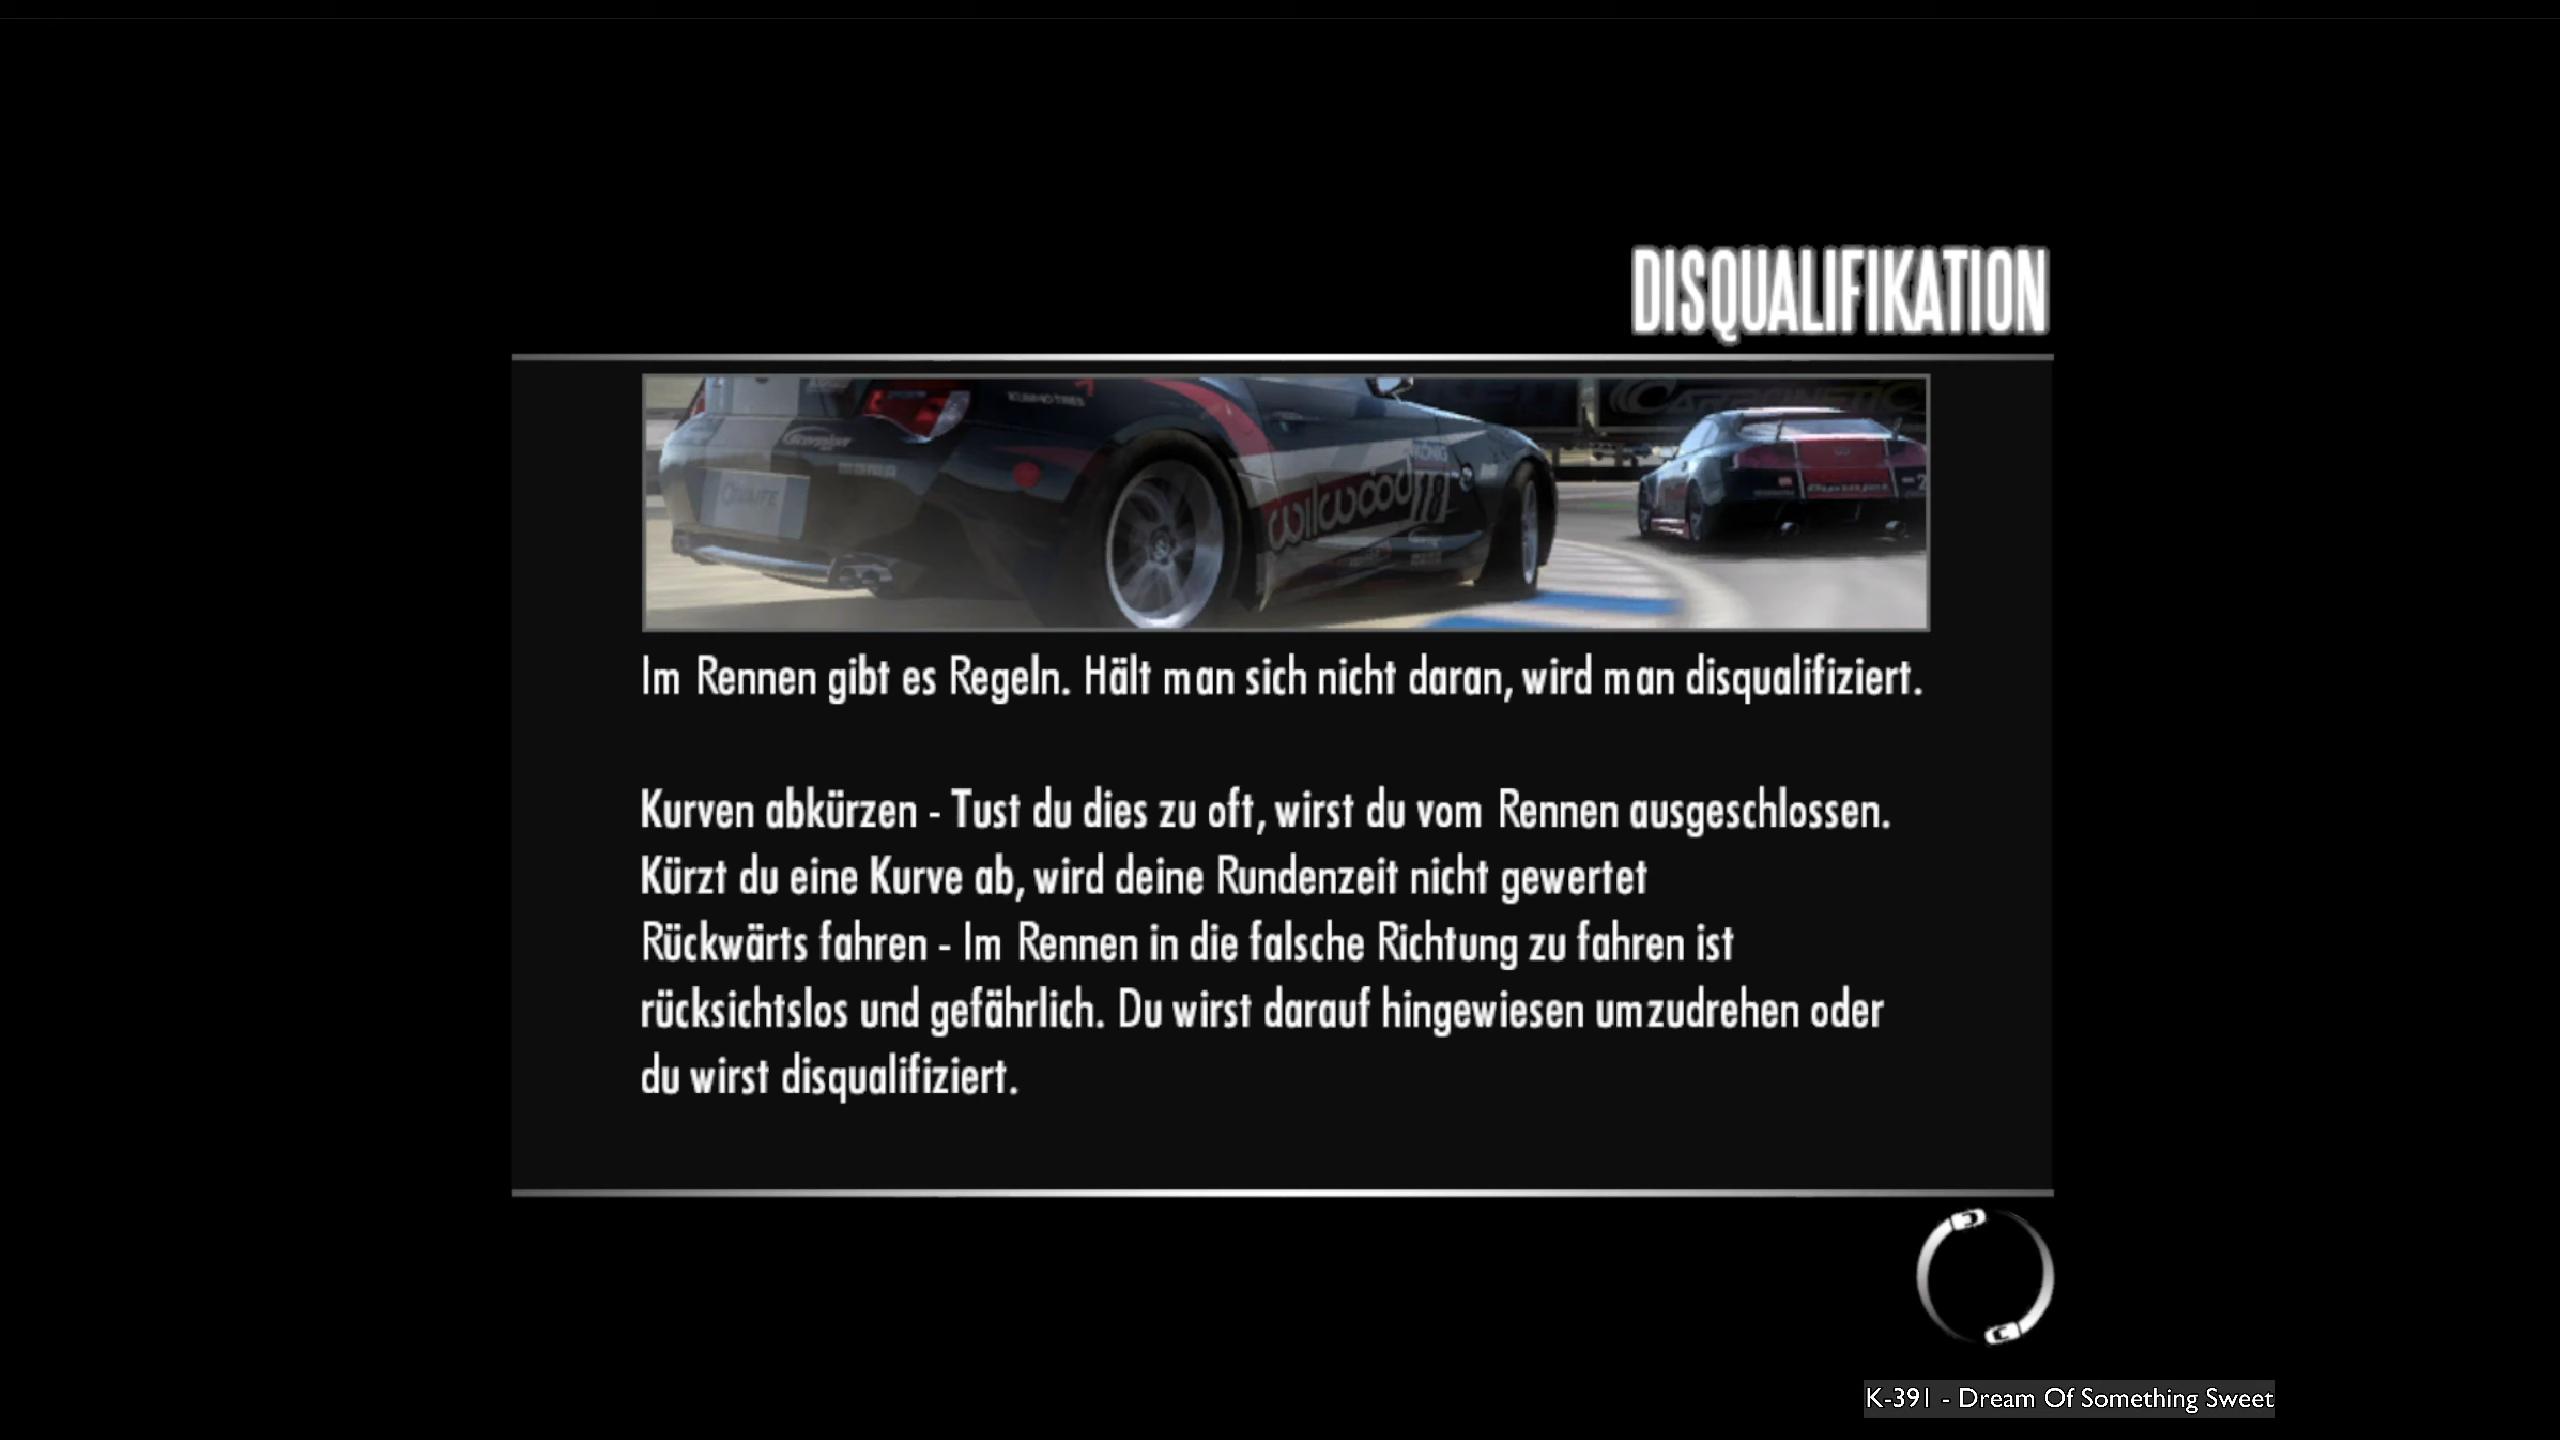 DISQUALIFIKATION
wilwood 18
Im Rennen gibt es Regeln. Hält man sich nicht daran, wird man disqualifiziert.
Kurven abkürzen - Tust du dies zu oft, wirst du vom Rennen ausgeschlossen.
Kürzt du eine Kurve ab, wird deine Rundenzeit nicht gewertet
Rückwärts fahren - Im Rennen in die falsche Richtung zu fahren ist
rücksichtslos und gefährlich. Du wirst darauf hingewiesen umzudrehen oder
du wirst disqualifiziert.
K-391 - Dream Of Something Sweet